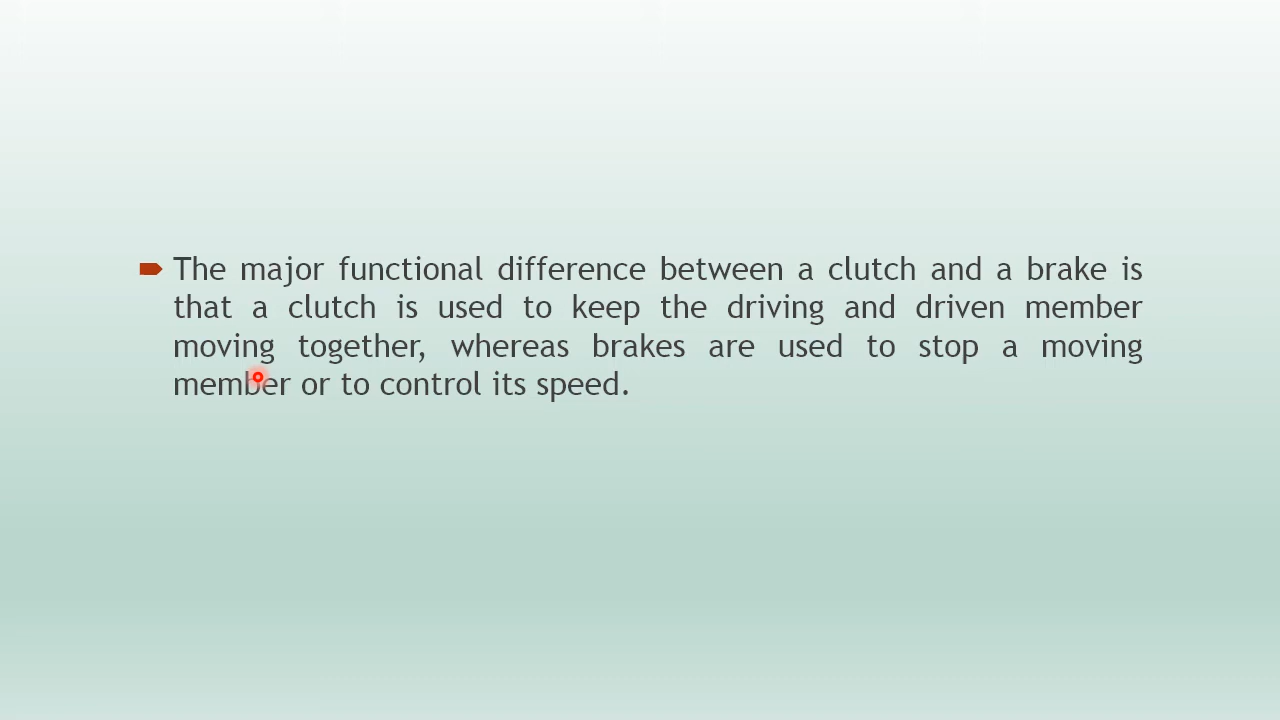 The major functional difference between a clutch and a brake is
that a clutch is used to keep the driving and driven member
moving together, whereas brakes are used to stop a moving
member or to control its speed.